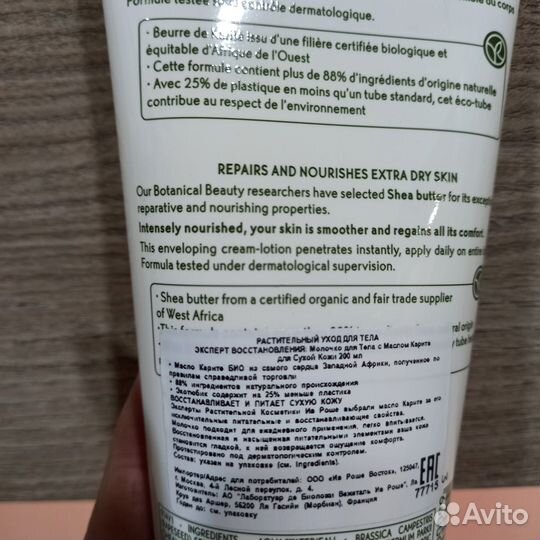 Formule testée sous contrôle dermatologique.
du corps
• Beurre de Karité issu d'une filière certifiée biologique et
équitable d'Afrique de l'Ouest
• Cette formule contient plus de 88% d'ingrédients d'origine naturelle
• Avec 25% de plastique en moins qu'un tube standard, cet éco-tube
contribue au respect de l'environnement
REPAIRS AND NOURISHES EXTRA DRY SKIN
Our Botanical Beauty researchers have selected Shea butter for its
reparative and nourishing properties.
Intensely nourished, your skin is smoother and regains all its comfort.
This enveloping cream-lotion penetrates instantly, apply daily on entire
Formula tested under dermatological supervision.
• Shea butter from a certified organic and fair trade supplier
of West Africa
РАСТИТЕЛЬНЫЙ УХОД ДЛЯ ТЕЛА
ЭКСПЕРТ ВОССТАНОВЛЕНИЯ: Молочко для Тела с Маслом Карите
для Сухой Кожи 200 мл
• Масло Карите БИО из самого сердца Западной Африки, полученное по
правилам справедливой торговли
• 88% ингредиентов натурального происхождения
• Экотюбик содержит на 25% меньше пластика
ВОССТАНАВЛИВАЕТ И ПИТАЕТ СУХУЮ КОЖУ
Эксперты Растительной Косметики Ив Роше выбрали масло Карите за его
исключительные питательные и восстанавливающие свойства.
Молочко подходит для ежедневного применения, легко впитывается.
Восстановленная и насыщенная питательными элементами ваша кожа
становится гладкой, к ней возвращается ощущение комфорта.
Протестировано под дерматологическим контролем.
Состав: указан на упаковке (см. Ingredients).
Импортер/Адрес для потребителей: ООО «Ив Роше Восток», 125047,
г. Москва, 4-й Лесной переулок, д. 4.
Изготовитель: АО "Лаборатуар де Биоложи Вежеталь Ив Роше", Ля
Круа дез Аршер, 56200 Ля Гасийи (Морбиан), Франция
до: см. упаковку
EAC
77715
INGREDIENTS
BRASSICA CAMPESTRIS
Avito